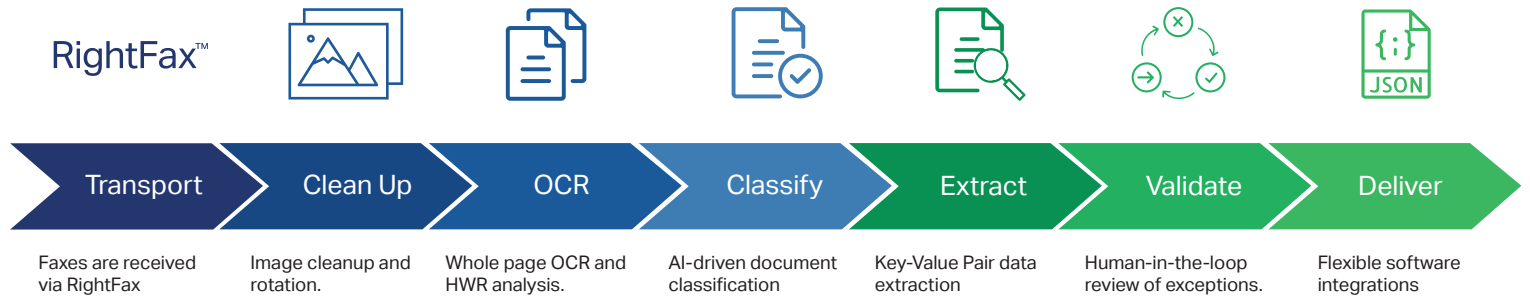 RightFax™
{;}
JSON
Transport
Clean Up
OCR
Classify
Extract
Validate
Deliver
Faxes are received
via RightFax
Image cleanup and
rotation.
Whole page OCR and
HWR analysis.
AI-driven document
classification
Key-Value Pair data
extraction
Human-in-the-loop
review of exceptions.
Flexible software
integrations